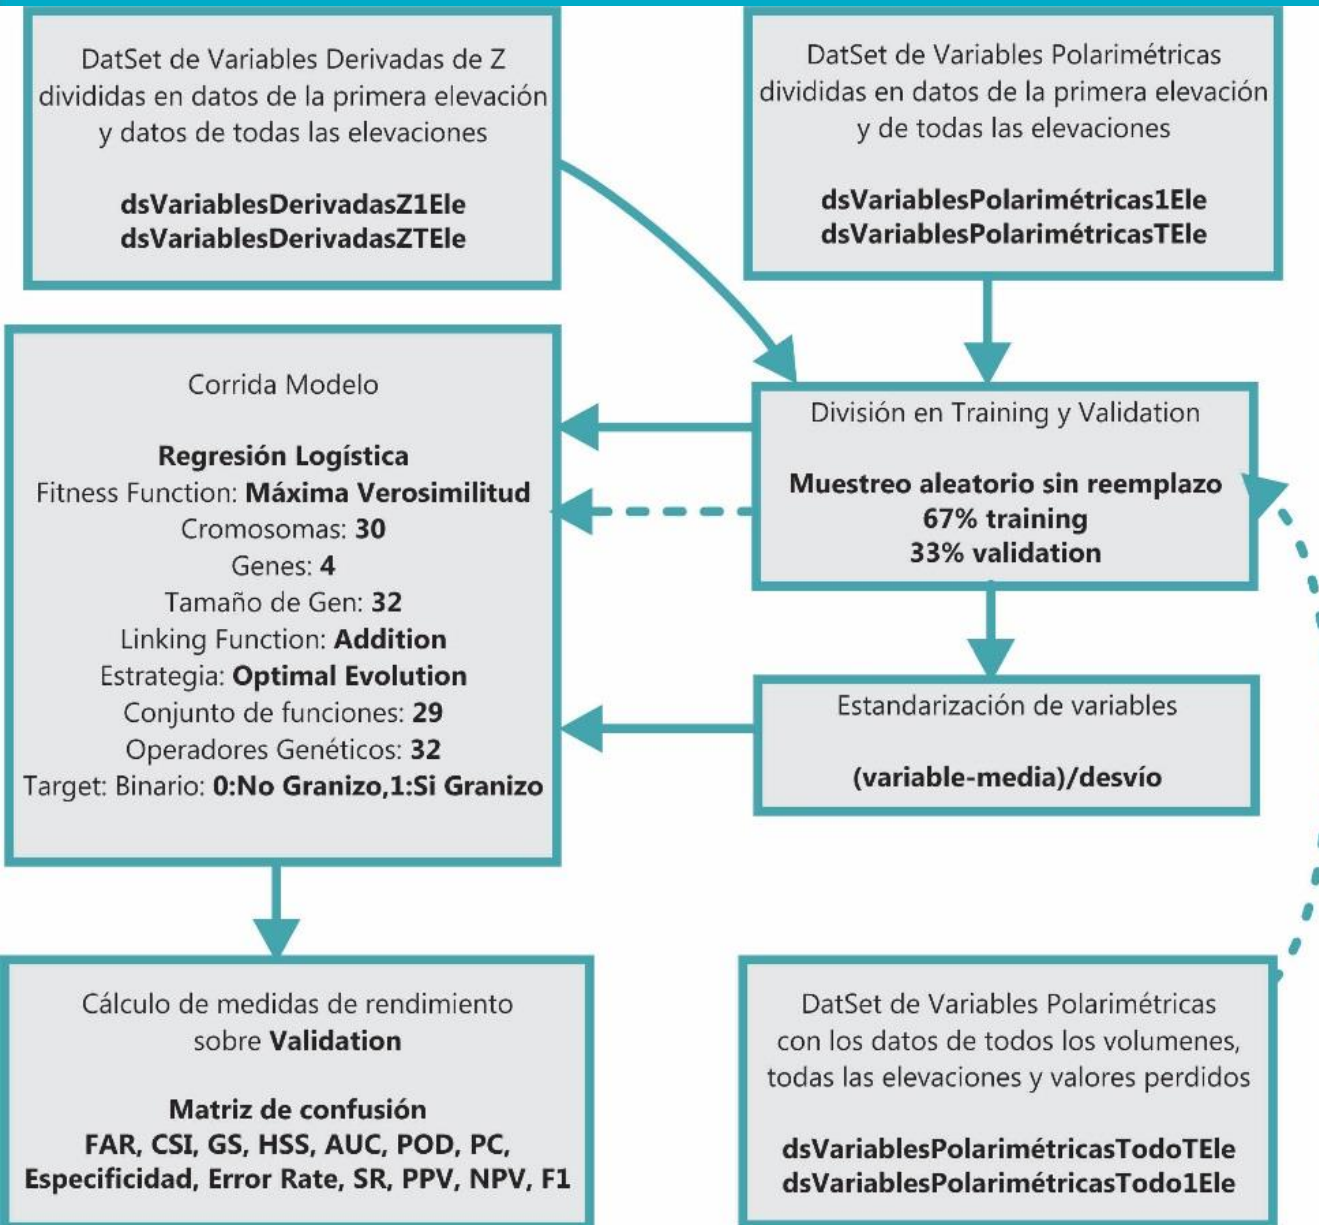 DatSet de Variables Derivadas de Z
divididas en datos de la primera elevación
y datos de todas las elevaciones
dsVariablesDerivadasZ1Ele
dsVariablesDerivadasZTEle
DatSet de Variables Polarimétricas
divididas en datos de la primera elevación
y de todas las elevaciones
dsVariablesPolarimétricas1Ele
dsVariablesPolarimétricasTEle
Corrida Modelo
Regresión Logística
Fitness Function: Máxima Verosimilitud
Cromosomas: 30
Genes: 4
Tamaño de Gen: 32
Linking Function: Addition
Estrategia: Optimal Evolution
Conjunto de funciones: 29
Operadores Genéticos: 32
Target: Binario: 0:No Granizo,1:Si Granizo
División en Training y Validation
Muestreo aleatorio sin reemplazo
67% training
33% validation
Estandarización de variables
(variable-media)/desvío
Cálculo de medidas de rendimiento
sobre Validation
Matriz de confusión
FAR, CSI, GS, HSS, AUC, POD, PC,
Especificidad, Error Rate, SR, PPV, NPV, F1
DatSet de Variables Polarimétricas
con los datos de todos los volumenes,
todas las elevaciones y valores perdidos
dsVariablesPolarimétricasTodoTEle
dsVariablesPolarimétricasTodo1Ele